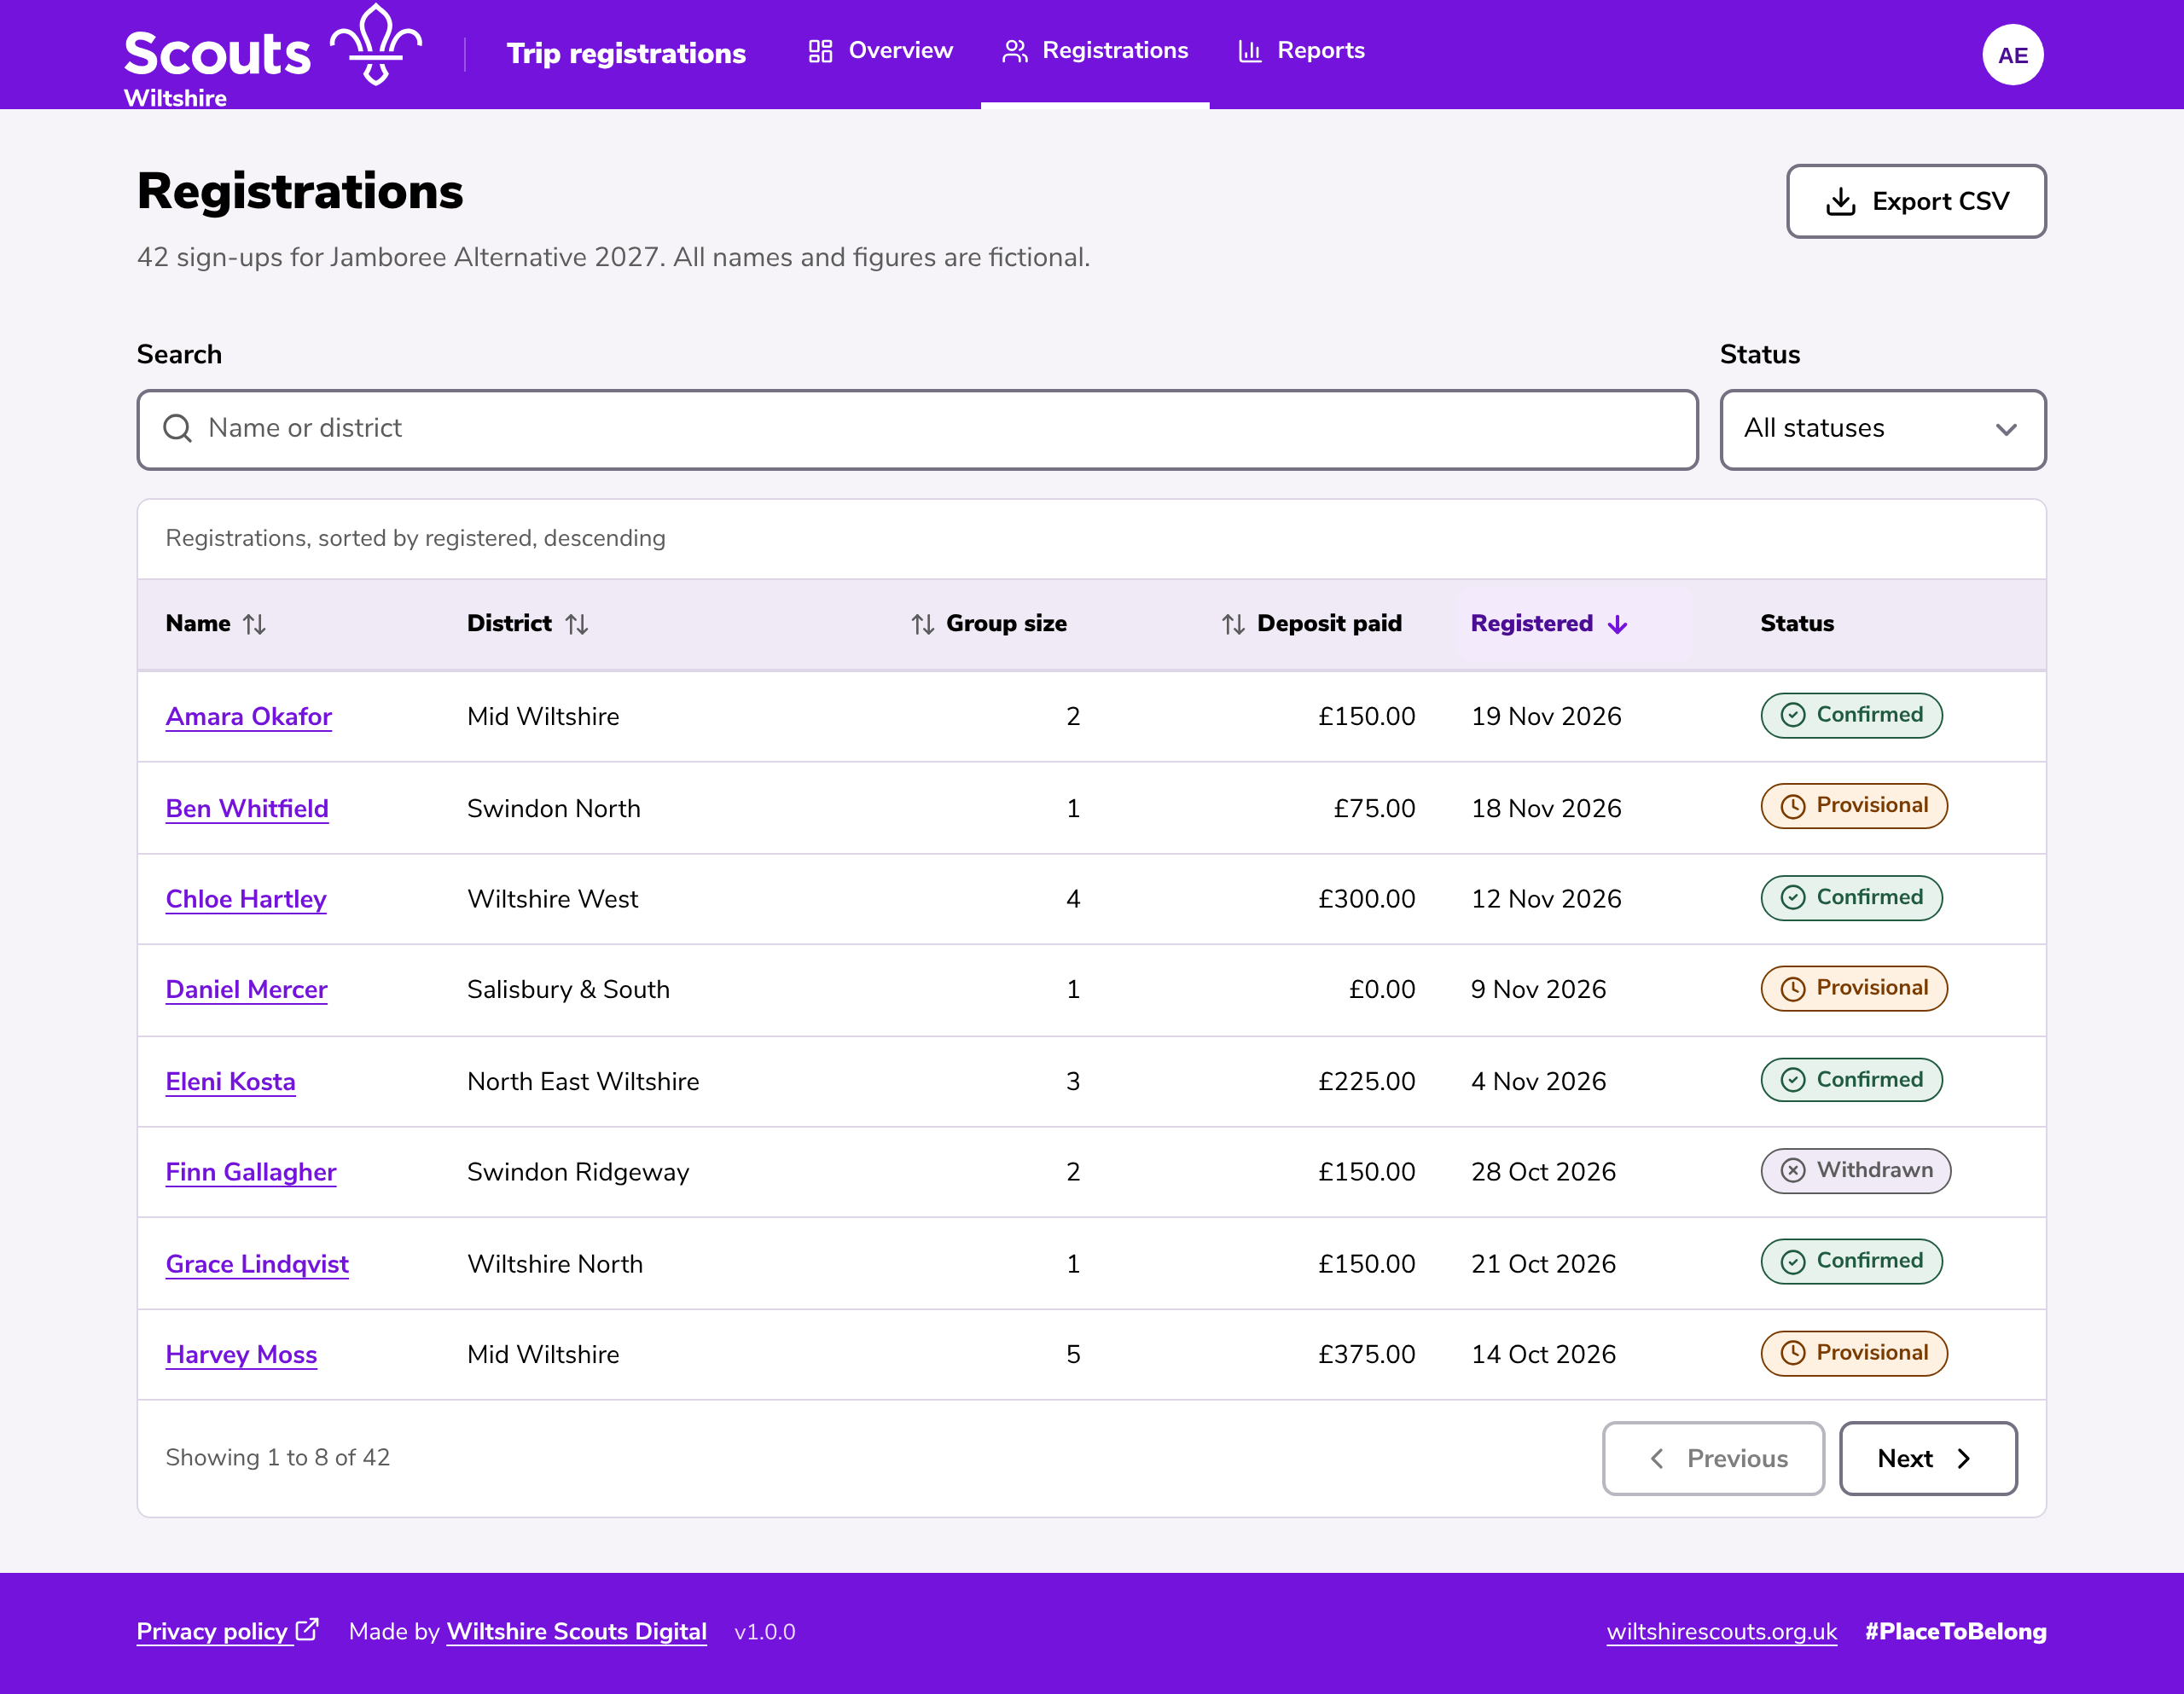 Scouts
Wiltshire
Trip registrations
Overview
Registrations
Reports
AE
Registrations
Export CSV
42 sign-ups for Jamboree Alternative 2027. All names and figures are fictional.
Search
Status
Name or district
All statuses
Registrations, sorted by registered, descending
Name District Group size Deposit paid Registered Status
Amara Okafor Mid Wiltshire 2 £150.00 19 Nov 2026 Confirmed
Ben Whitfield Swindon North 1 £75.00 18 Nov 2026 Provisional
Chloe Hartley Wiltshire West 4 £300.00 12 Nov 2026 Confirmed
Daniel Mercer Salisbury & South 1 £0.00 9 Nov 2026 Provisional
Eleni Kosta North East Wiltshire 3 £225.00 4 Nov 2026 Confirmed
Finn Gallagher Swindon Ridgeway 2 £150.00 28 Oct 2026 Withdrawn
Grace Lindqvist Wiltshire North 1 £150.00 21 Oct 2026 Confirmed
Harvey Moss Mid Wiltshire 5 £375.00 14 Oct 2026 Provisional
Showing 1 to 8 of 42
Previous
Next
Privacy policy Made by Wiltshire Scouts Digital v1.0.0
wiltshirescouts.org.uk #PlaceToBelong